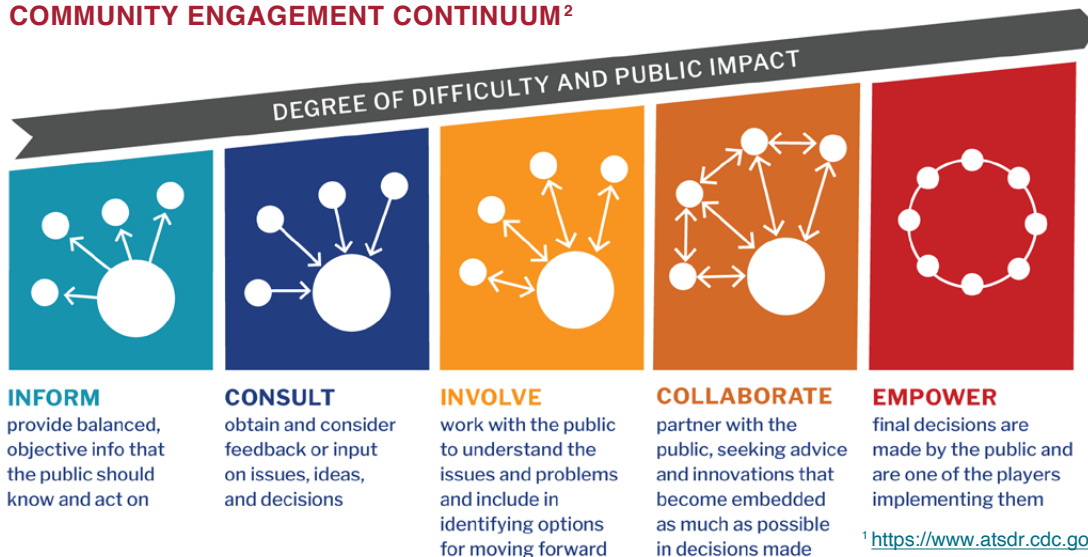 COMMUNITY ENGAGEMENT CONTINUUM²
DEGREE OF DIFFICULTY AND PUBLIC IMPACT
INFORM
provide balanced,
objective info that
the public should
know and act on
CONSULT
obtain and consider
feedback or input
on issues, ideas,
and decisions
INVOLVE
work with the public
to understand the
issues and problems
and include in
identifying options
for moving forward
COLLABORATE
partner with the
public, seeking advice
and innovations that
become embedded
as much as possible
in decisions made
EMPOWER
final decisions are
made by the public and
are one of the players
implementing them
¹ https://www.atsdr.cdc.go